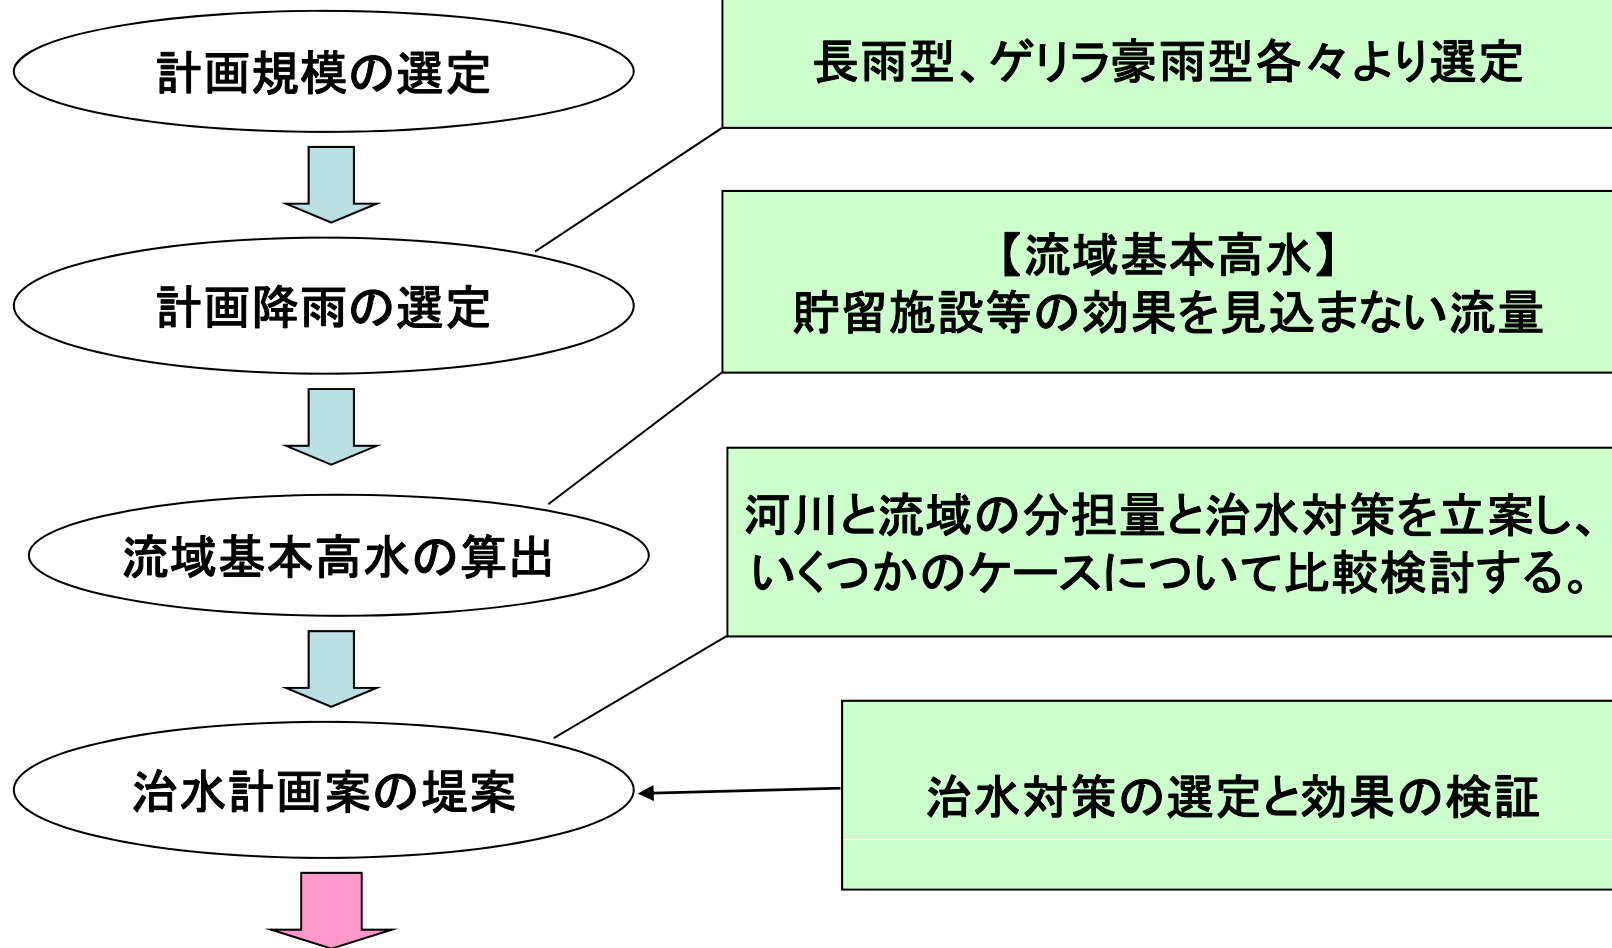 計画規模の選定
長雨型、ゲリラ豪雨型各々より選定
計画降雨の選定
【流域基本高水】
貯留施設等の効果を見込まない流量
流域基本高水の算出
河川と流域の分担量と治水対策を立案し、
いくつかのケースについて比較検討する。
治水計画案の堤案
治水対策の選定と効果の検証